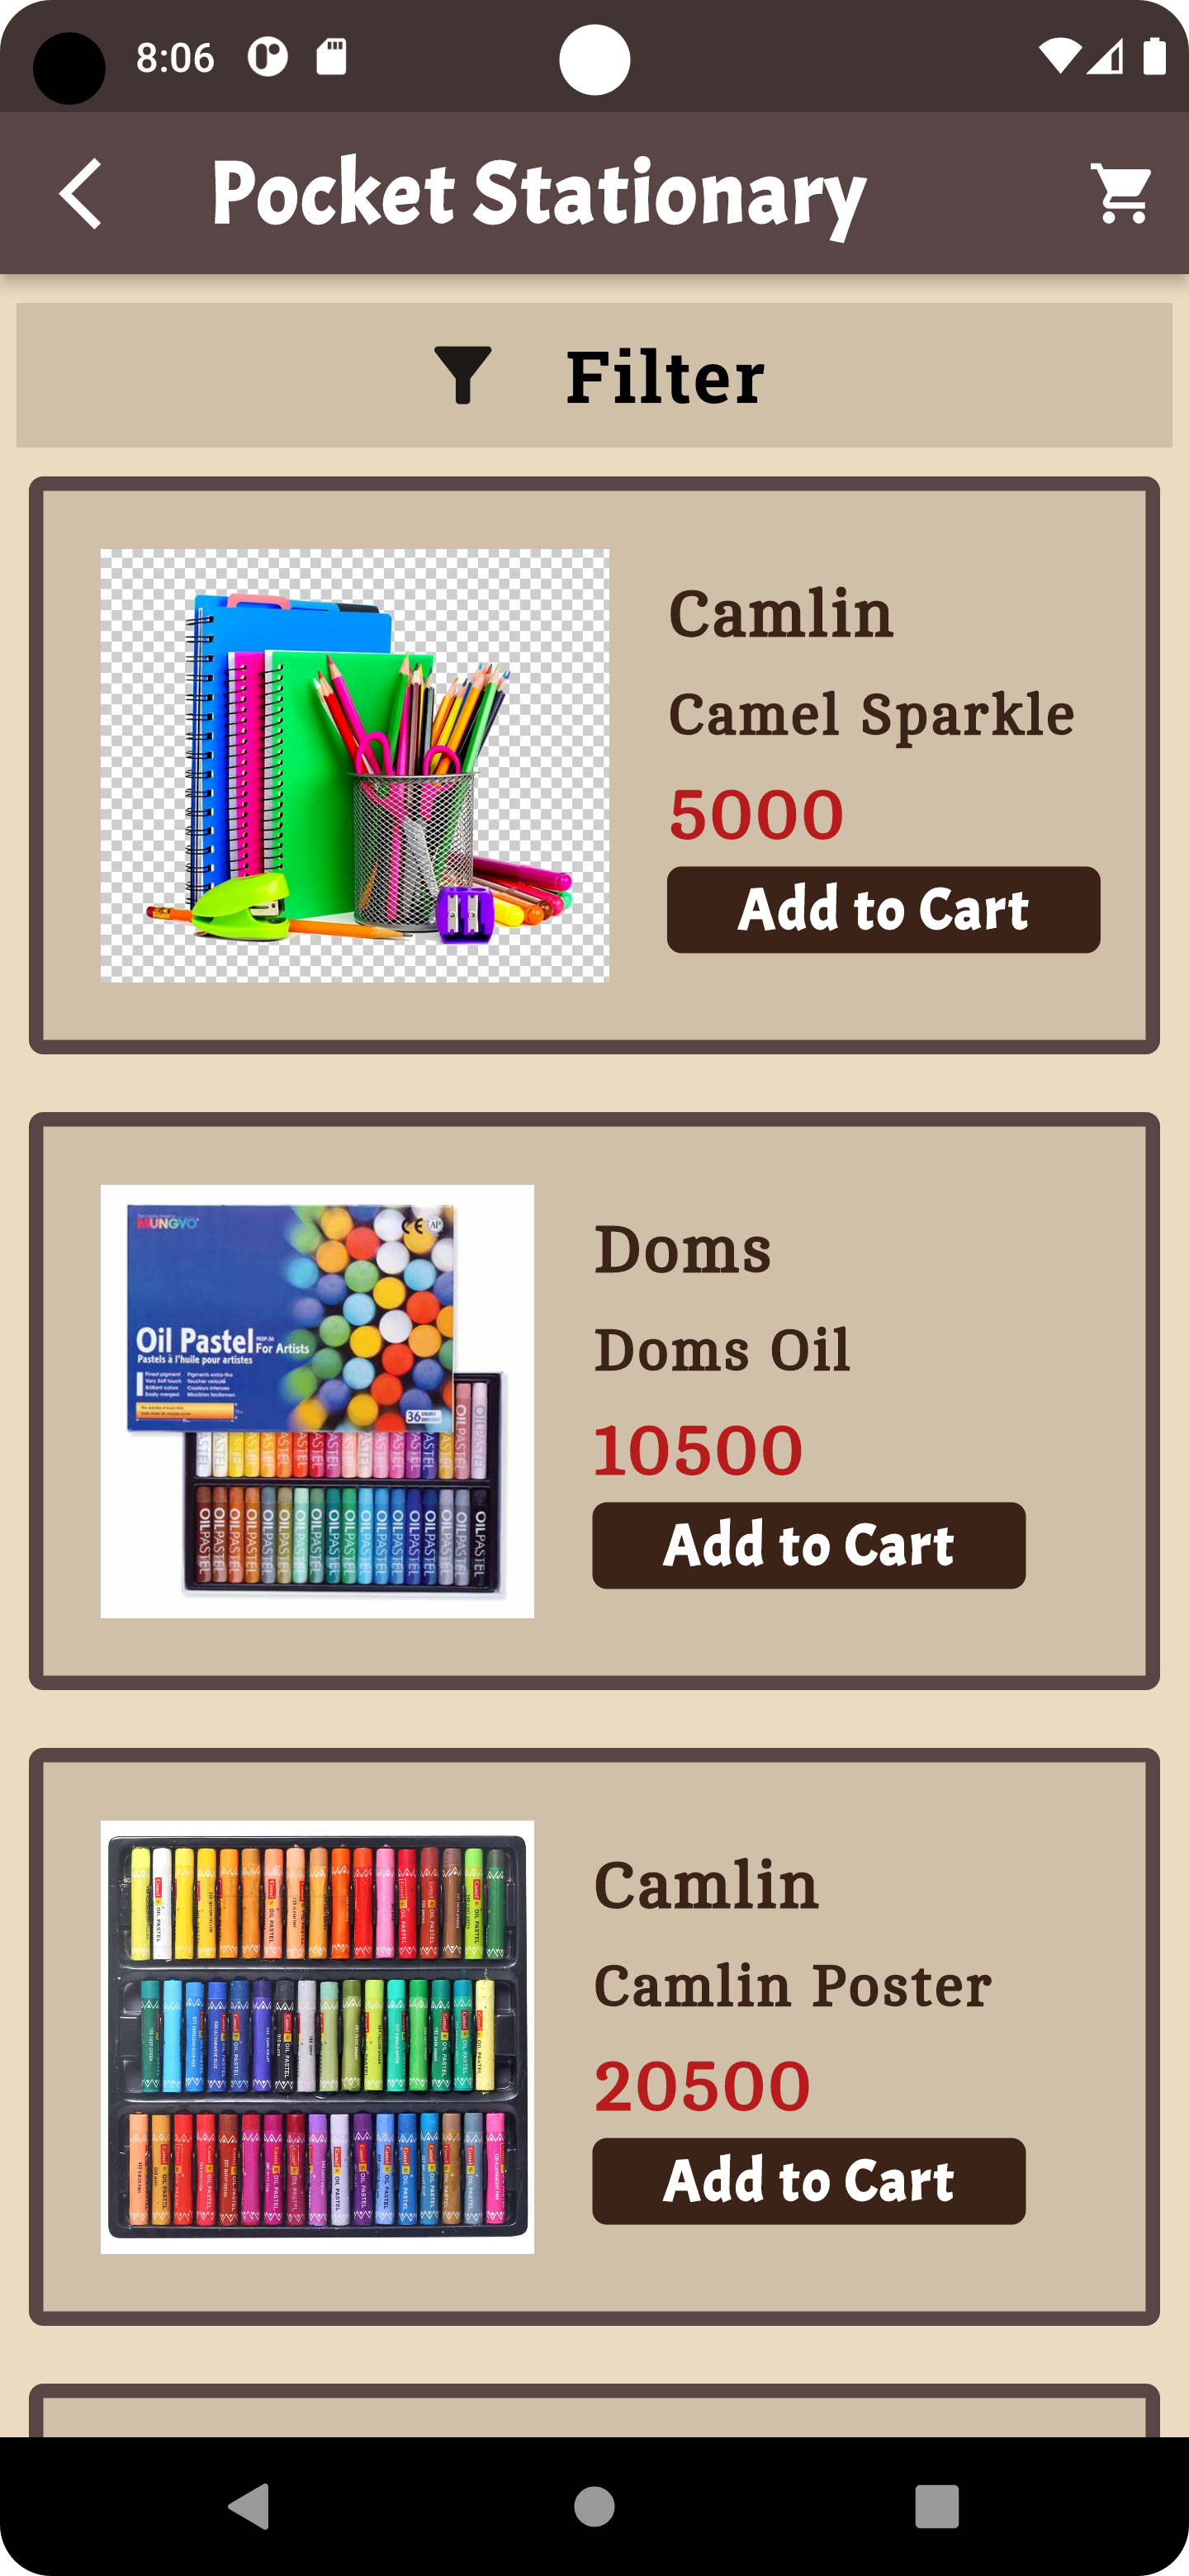 8:06
Pocket Stationary
Filter
Camlin
Camel Sparkle
5000
Add to Cart
MUNGYO
CE AP
Oil Pastel For Artists
Pastels à l'huile pour artistes
36
OIL PASTEL
Doms
Doms Oil
10500
Add to Cart
Camlin
Camlin Poster
20500
Add to Cart